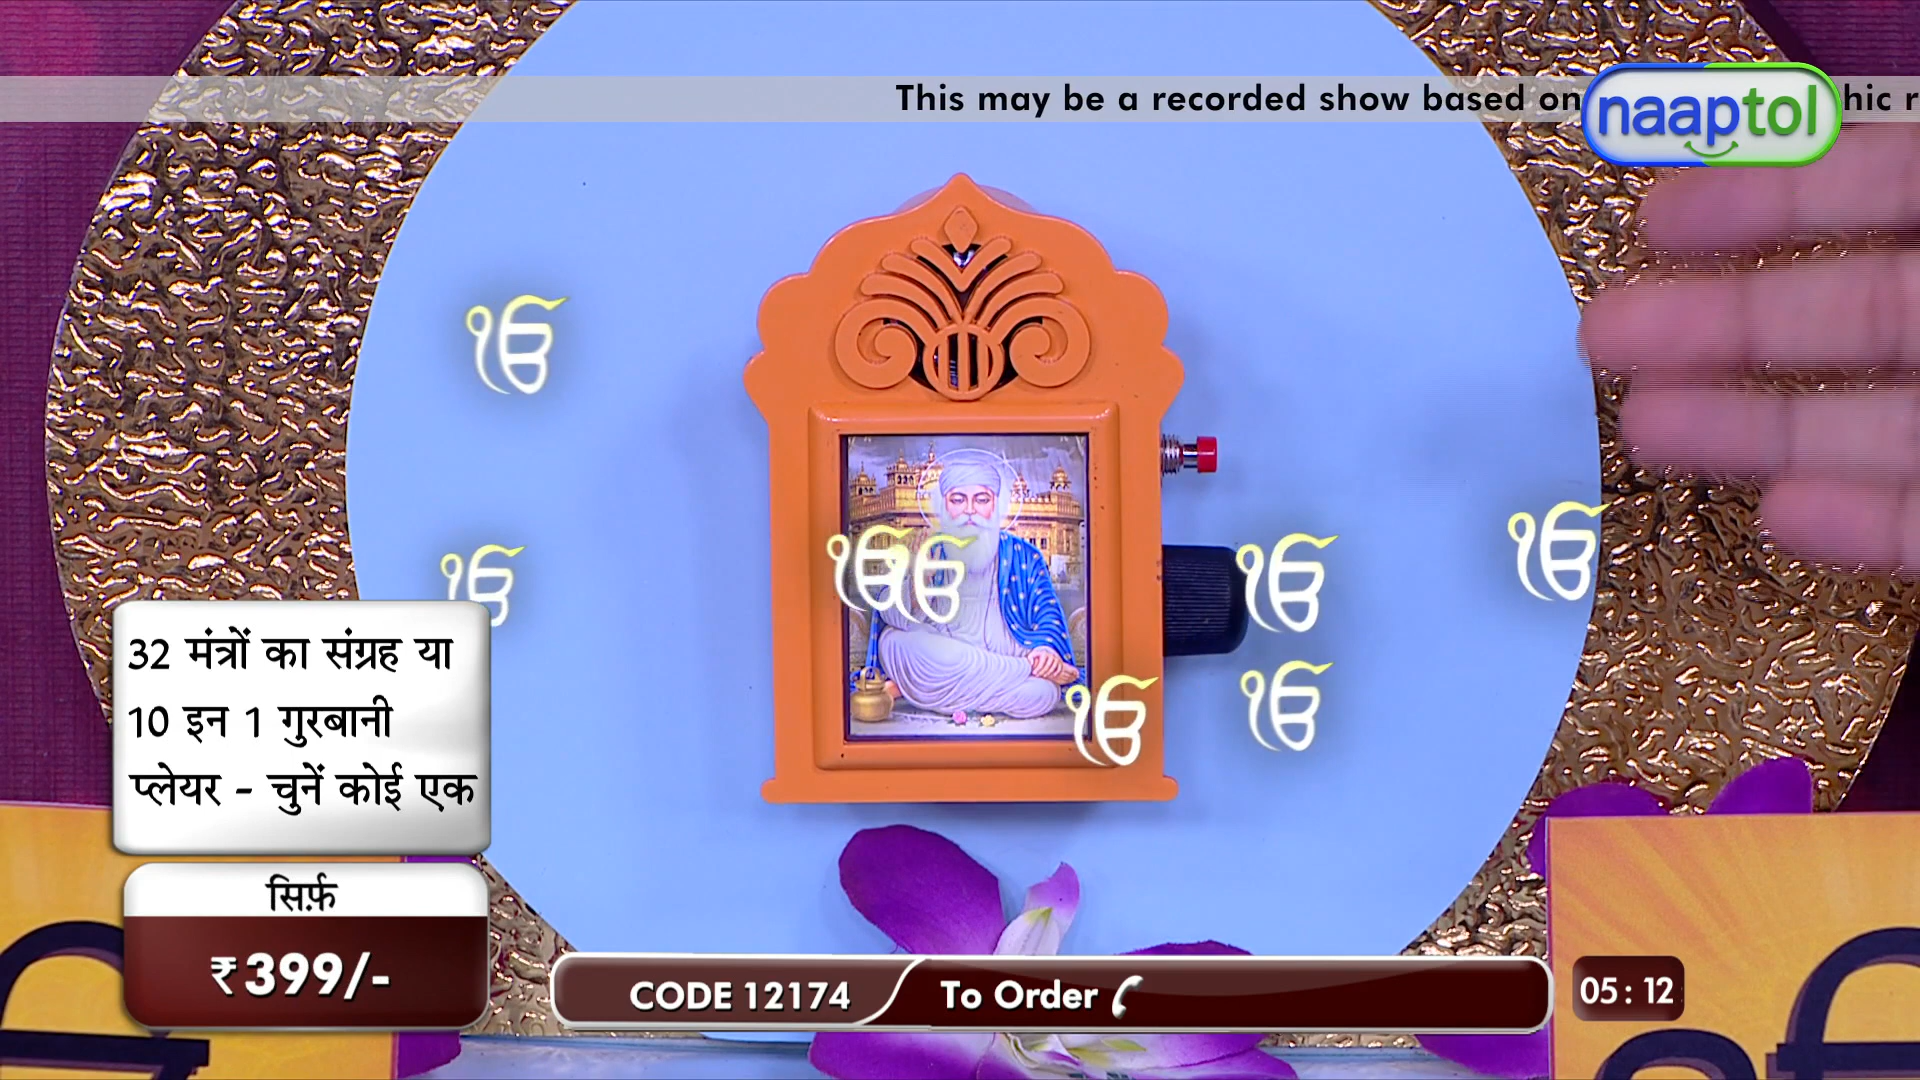 This may be a recorded show based on
hic r
naaptol
ੴ
ੴ
ੴ
ੴ
ੴ
ੴ
ੴ
ੴ
32 मंत्रों का संग्रह या
10 इन 1 गुरबानी
प्लेयर - चुनें कोई एक
सिर्फ़
₹399/-
CODE 12174
To Order
05:12